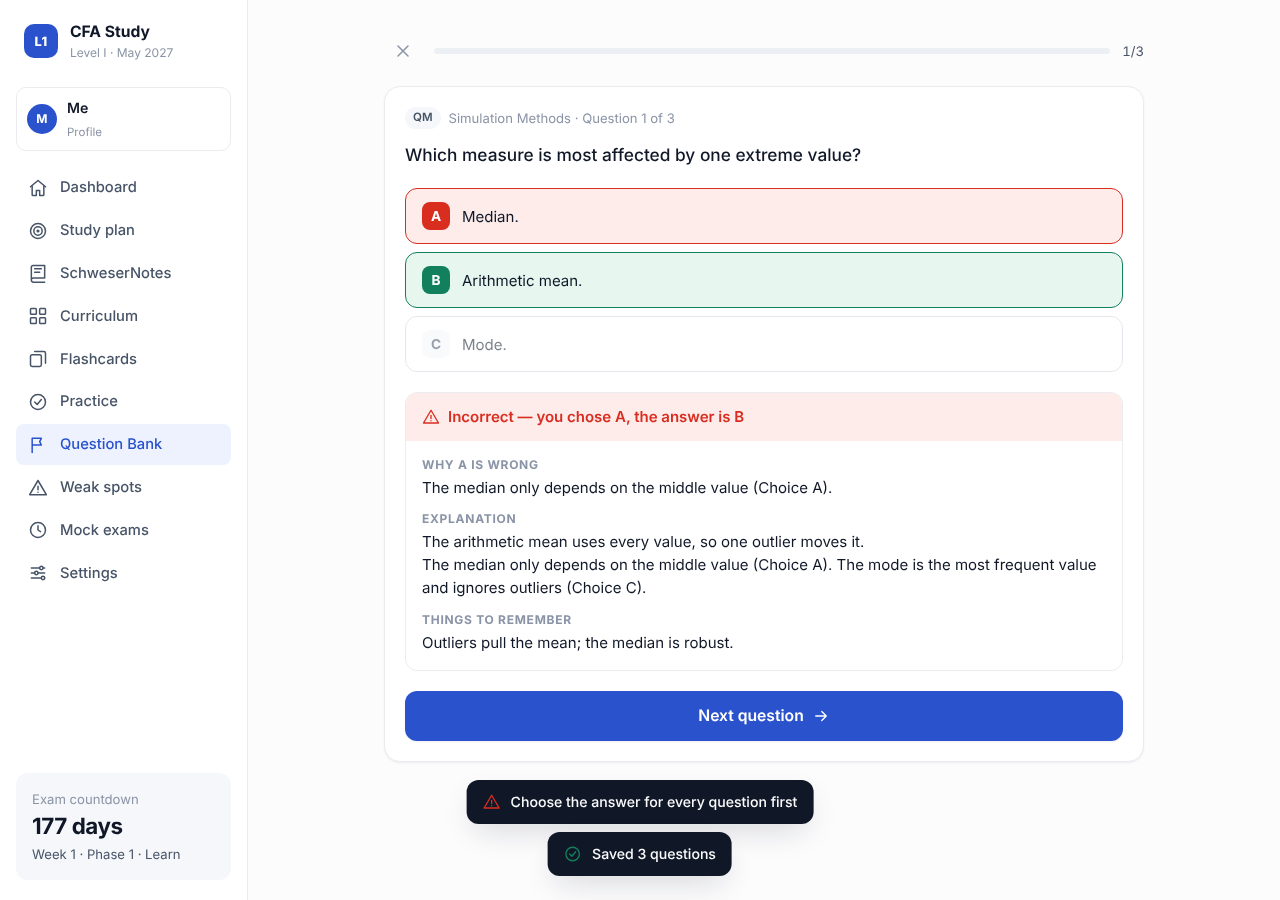 L1
CFA Study
Level I · May 2027
M
Me
Profile
Dashboard
Study plan
SchweserNotes
Curriculum
Flashcards
Practice
Question Bank
Weak spots
Mock exams
Settings
Exam countdown
177 days
Week 1 · Phase 1 · Learn
1/3
QM Simulation Methods · Question 1 of 3
Which measure is most affected by one extreme value?
A Median.
B Arithmetic mean.
C Mode.
Incorrect — you chose A, the answer is B
WHY A IS WRONG
The median only depends on the middle value (Choice A).
EXPLANATION
The arithmetic mean uses every value, so one outlier moves it.
The median only depends on the middle value (Choice A). The mode is the most frequent value
and ignores outliers (Choice C).
THINGS TO REMEMBER
Outliers pull the mean; the median is robust.
Next question →
Choose the answer for every question first
Saved 3 questions